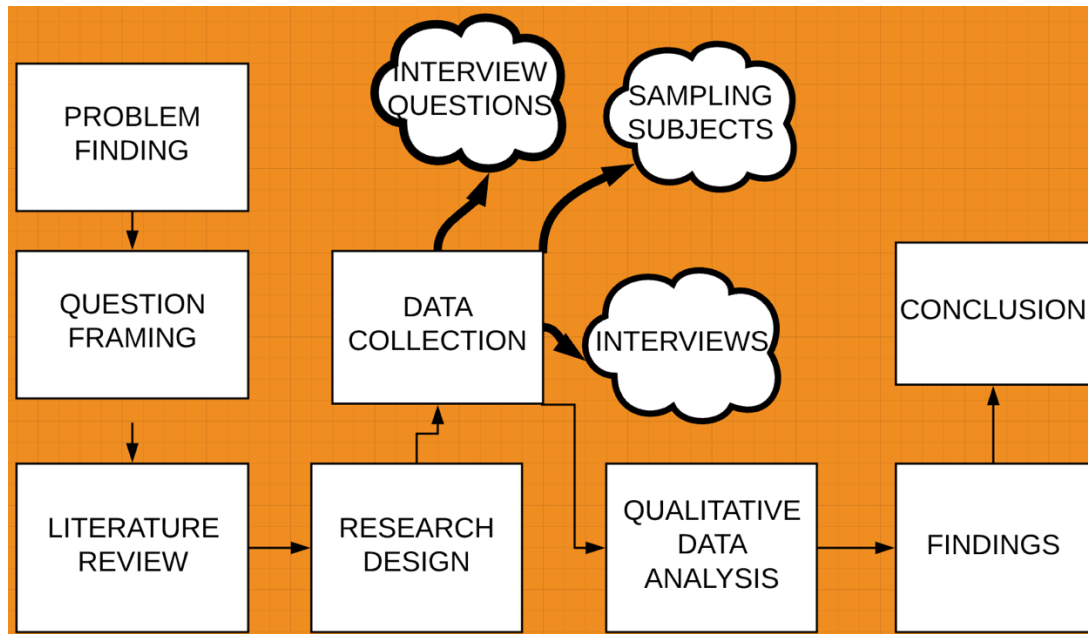 PROBLEM
FINDING
QUESTION
FRAMING
LITERATURE
REVIEW
RESEARCH
DESIGN
DATA
COLLECTION
INTERVIEW
QUESTIONS
SAMPLING
SUBJECTS
INTERVIEWS
QUALITATIVE
DATA
ANALYSIS
FINDINGS
CONCLUSION